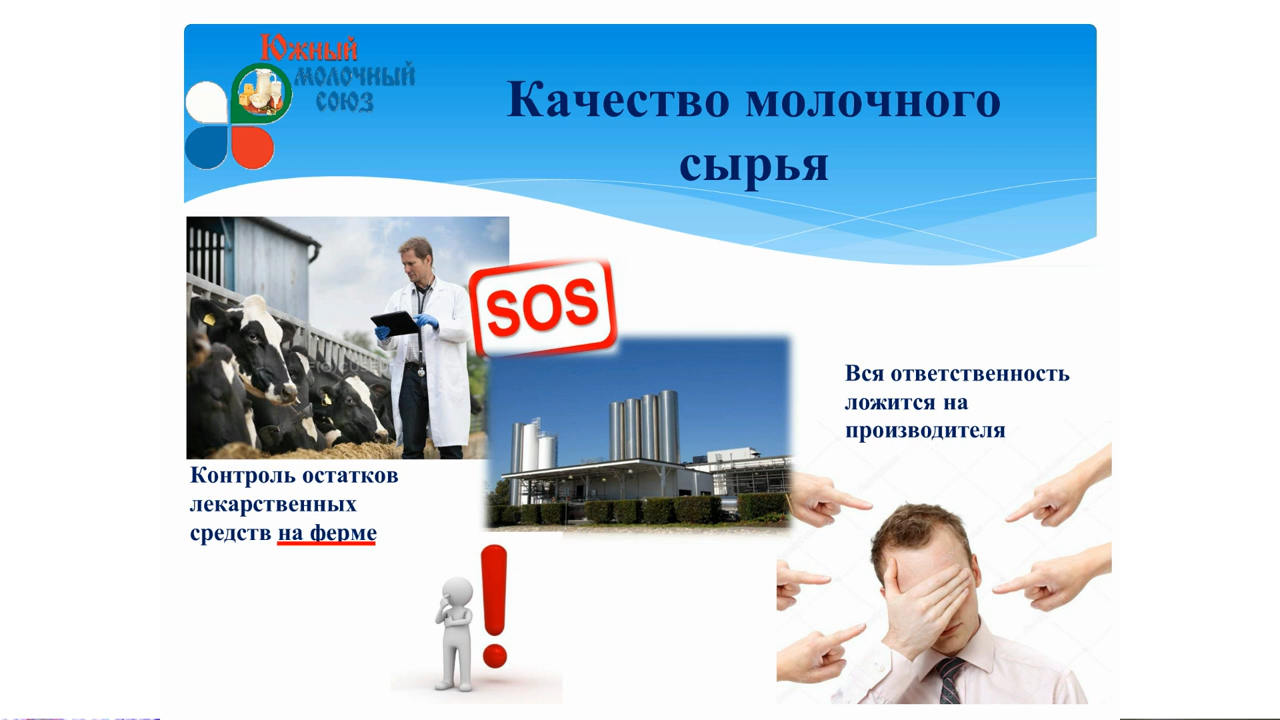 Южный
молочный
союз
Качество молочного
сырья
SOS
Вся ответственность
ложится на
производителя
Контроль остатков
лекарственных
средств на ферме